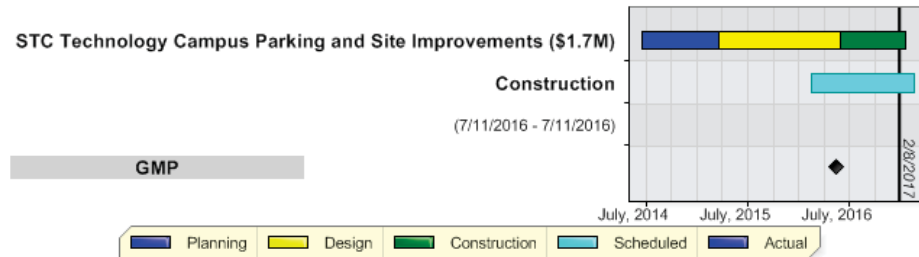 STC Technology Campus Parking and Site Improvements ($1.7M)
Construction
(7/11/2016 - 7/11/2016)
GMP
2/8/2017
July, 2014 July, 2015 July, 2016
Planning Design Construction Scheduled Actual